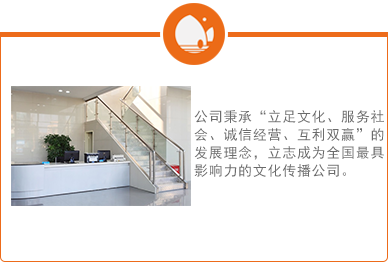 公司秉承“立足文化、服务社
会、诚信经营、互利双赢”的
发展理念，立志成为全国最具
影响力的文化传播公司。